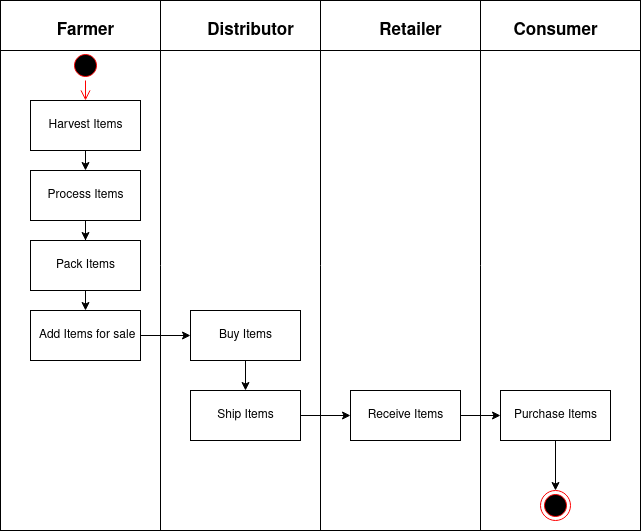 Farmer
Distributor
Retailer
Consumer
Harvest Items
Process Items
Pack Items
Add Items for sale
Buy Items
Ship Items
Receive Items
Purchase Items